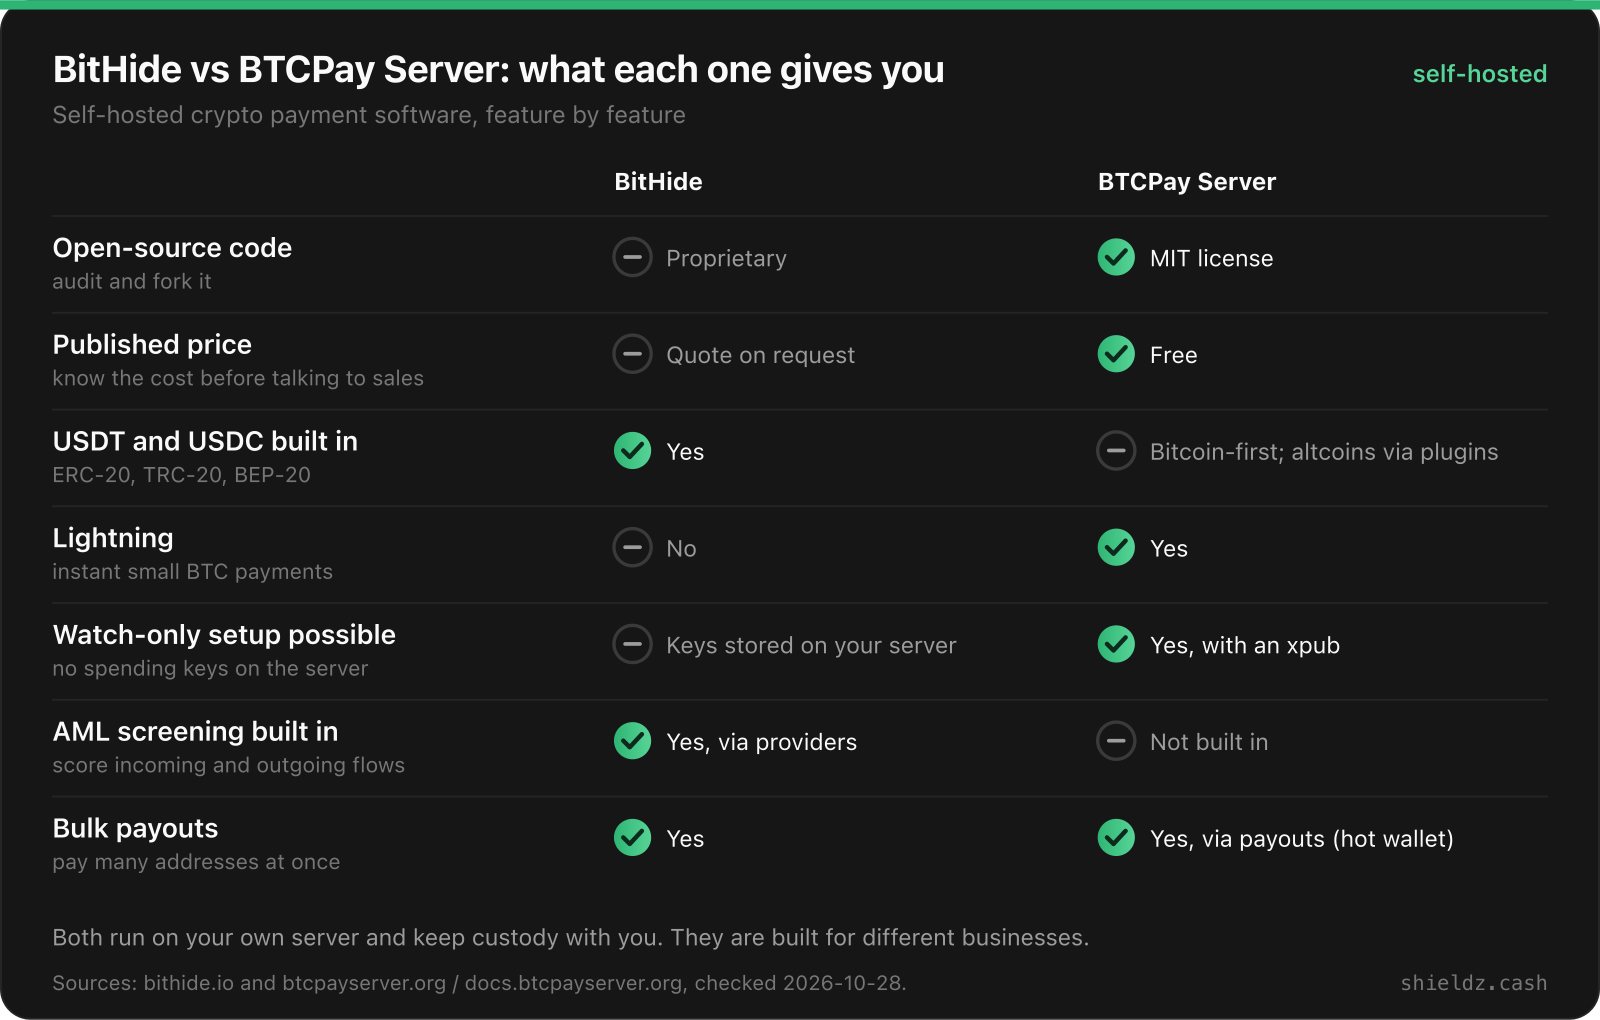 BitHide vs BTCPay Server: what each one gives you
self-hosted
Self-hosted crypto payment software, feature by feature
BitHide
BTCPay Server
Open-source code
audit and fork it
Proprietary
MIT license
Published price
know the cost before talking to sales
Quote on request
Free
USDT and USDC built in
ERC-20, TRC-20, BEP-20
Yes
Bitcoin-first; altcoins via plugins
Lightning
instant small BTC payments
No
Yes
Watch-only setup possible
no spending keys on the server
Keys stored on your server
Yes, with an xpub
AML screening built in
score incoming and outgoing flows
Yes, via providers
Not built in
Bulk payouts
pay many addresses at once
Yes
Yes, via payouts (hot wallet)
Both run on your own server and keep custody with you. They are built for different businesses.
Sources: bithide.io and btcpayserver.org / docs.btcpayserver.org, checked 2026-10-28.
shieldz.cash